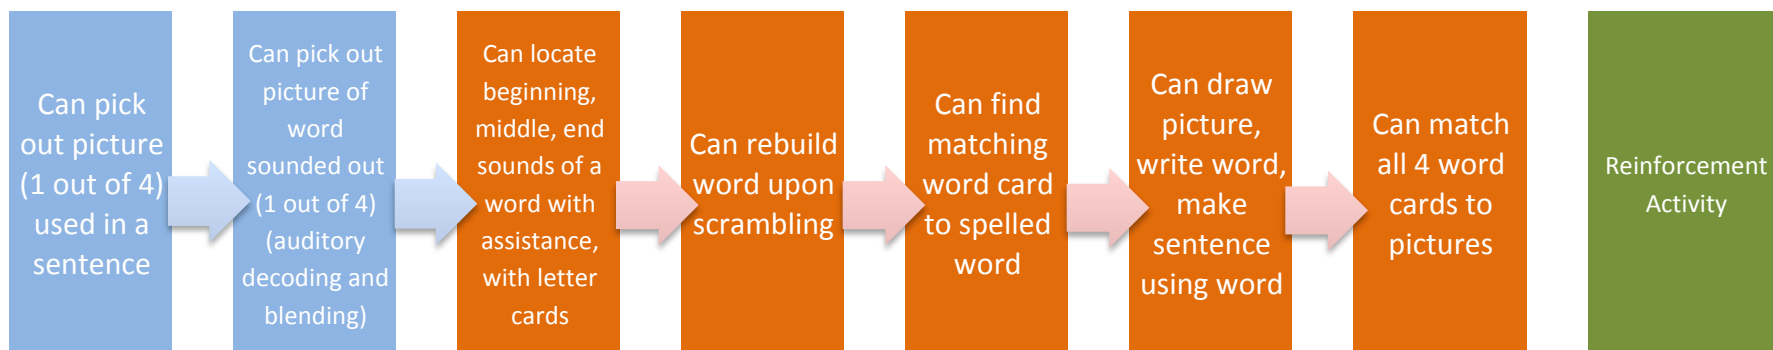 Can pick
out picture
(1 out of 4)
used in a
sentence
Can pick out
picture of
word
sounded out
(1 out of 4)
(auditory
decoding and
blending)
Can locate
beginning,
middle, end
sounds of a
word with
assistance,
with letter
cards
Can rebuild
word upon
scrambling
Can find
matching
word card
to spelled
word
Can draw
picture,
write word,
make
sentence
using word
Can match
all 4 word
cards to
pictures
Reinforcement
Activity